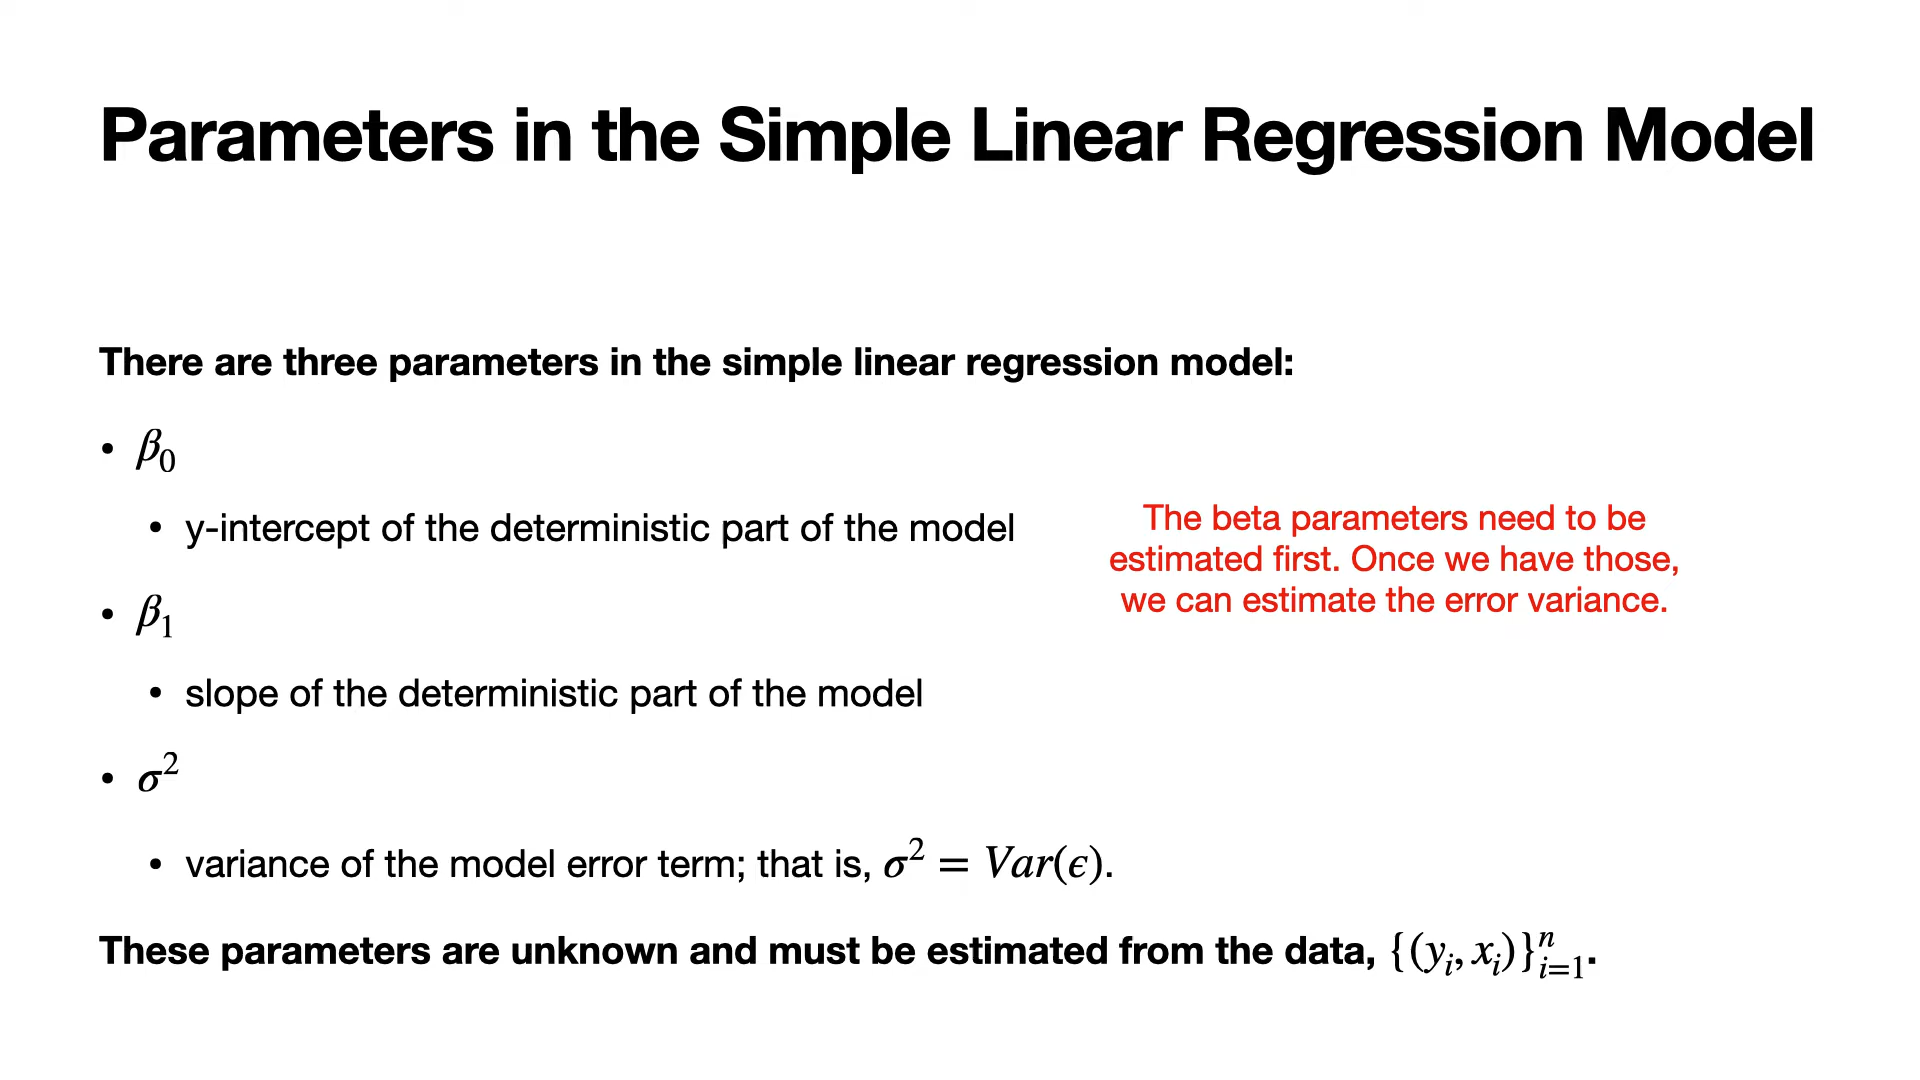 Parameters in the Simple Linear Regression Model
There are three parameters in the simple linear regression model:
• β₀
• y-intercept of the deterministic part of the model
The beta parameters need to be
estimated first. Once we have those,
we can estimate the error variance.
• β₁
• slope of the deterministic part of the model
• σ²
• variance of the model error term; that is, σ² = Var(ϵ).
These parameters are unknown and must be estimated from the data, {(yᵢ, xᵢ)}ⁿᵢ₌₁.